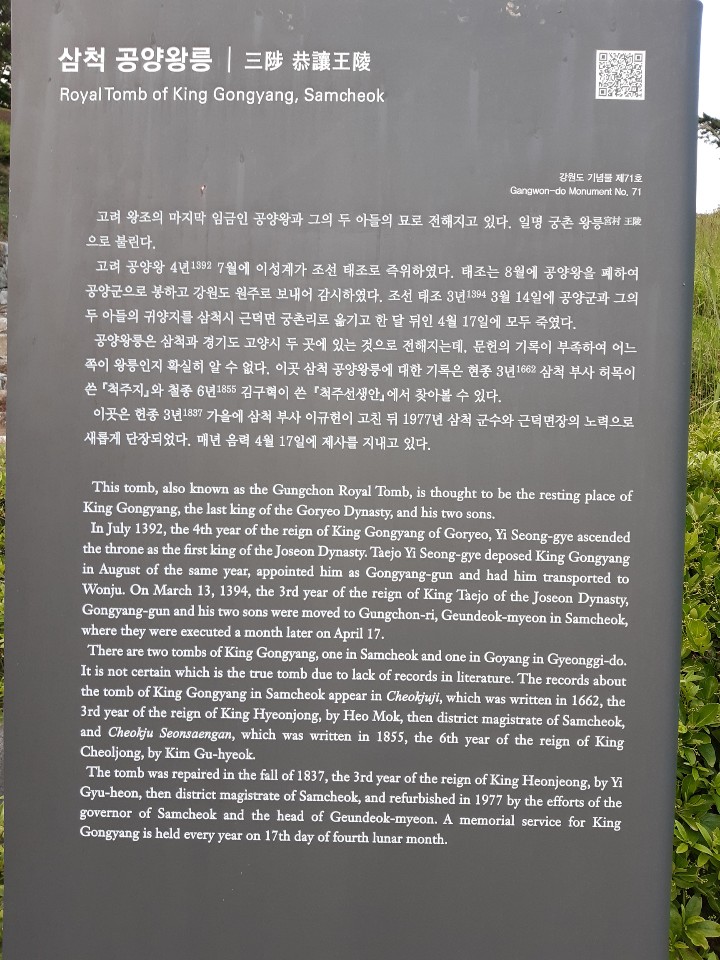 삼척 공양왕릉 | 三陟 恭讓王陵
Royal Tomb of King Gongyang, Samcheok
강원도 기념물 제71호
Gangwon-do Monument No. 71
고려 왕조의 마지막 임금인 공양왕과 그의 두 아들의 묘로 전해지고 있다. 일명 궁촌 왕릉宮村 王陵
으로 불린다.
고려 공양왕 4년1392 7월에 이성계가 조선 태조로 즉위하였다. 태조는 8월에 공양왕을 폐하여
공양군으로 봉하고 강원도 원주로 보내어 감시하였다. 조선 태조 3년1394 3월 14일에 공양군과 그의
두 아들의 귀양지를 삼척시 근덕면 궁촌리로 옮기고 한 달 뒤인 4월 17일에 모두 죽였다.
공양왕릉은 삼척과 경기도 고양시 두 곳에 있는 것으로 전해지는데, 문헌의 기록이 부족하여 어느
쪽이 왕릉인지 확실히 알 수 없다. 이곳 삼척 공양왕릉에 대한 기록은 현종 3년1662 삼척 부사 허목이
쓴 『척주지』와 철종 6년1855 김구혁이 쓴 『척주선생안』에서 찾아볼 수 있다.
이곳은 헌종 3년1837 가을에 삼척 부사 이규헌이 고친 뒤 1977년 삼척 군수와 근덕면장의 노력으로
새롭게 단장되었다. 매년 음력 4월 17일에 제사를 지내고 있다.
This tomb, also known as the Gungchon Royal Tomb, is thought to be the resting place of
King Gongyang, the last king of the Goryeo Dynasty, and his two sons.
In July 1392, the 4th year of the reign of King Gongyang of Goryeo, Yi Seong-gye ascended
the throne as the first king of the Joseon Dynasty. Taejo Yi Seong-gye deposed King Gongyang
in August of the same year, appointed him as Gongyang-gun and had him transported to
Wonju. On March 13, 1394, the 3rd year of the reign of King Taejo of the Joseon Dynasty,
Gongyang-gun and his two sons were moved to Gungchon-ri, Geundeok-myeon in Samcheok,
where they were executed a month later on April 17.
There are two tombs of King Gongyang, one in Samcheok and one in Goyang in Gyeonggi-do.
It is not certain which is the true tomb due to lack of records in literature. The records about
the tomb of King Gongyang in Samcheok appear in Cheokjuji, which was written in 1662, the
3rd year of the reign of King Hyeonjong, by Heo Mok, then district magistrate of Samcheok,
and Cheokju Seonsaengan, which was written in 1855, the 6th year of the reign of King
Cheoljong, by Kim Gu-hyeok.
The tomb was repaired in the fall of 1837, the 3rd year of the reign of King Heonjeong, by Yi
Gyu-heon, then district magistrate of Samcheok, and refurbished in 1977 by the efforts of the
governor of Samcheok and the head of Geundeok-myeon. A memorial service for King
Gongyang is held every year on 17th day of fourth lunar month.